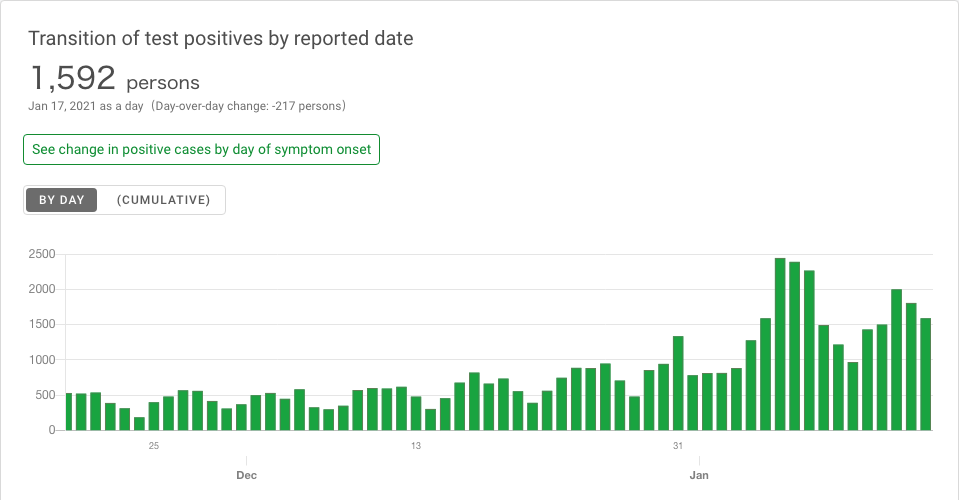 Transition of test positives by reported date
1,592 persons
Jan 17, 2021 as a day（Day-over-day change: -217 persons）
See change in positive cases by day of symptom onset
BY DAY (CUMULATIVE)
2500
2000
1500
1000
500
0
25 13 31
Dec Jan